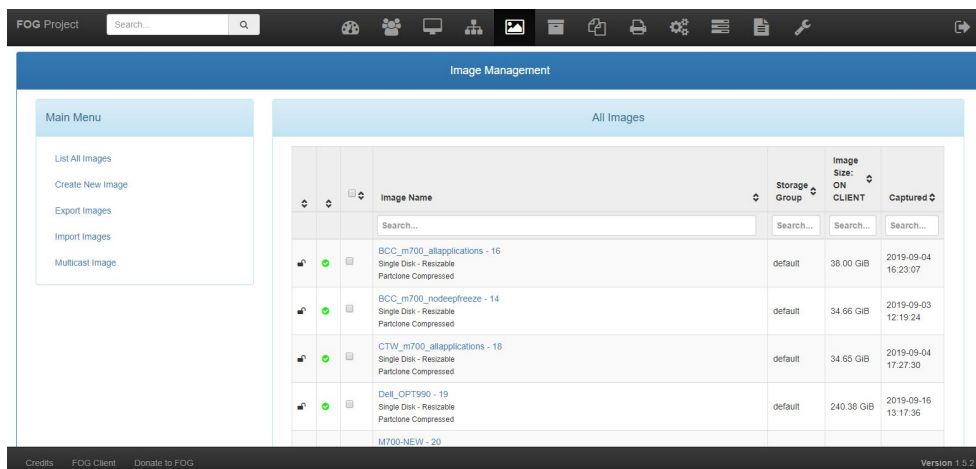 FOG Project
Search...
Image Management
Main Menu
List All Images
Create New Image
Export Images
Import Images
Multicast Image
All Images
Image Name
Storage Group
Image Size: ON CLIENT
Captured
Search...
Search...
Search...
Search...
BCC_m700_allapplications - 16
Single Disk - Resizable
Partclone Compressed
default
38.00 GiB
2019-09-04 16:23:07
BCC_m700_nodeepfreeze - 14
Single Disk - Resizable
Partclone Compressed
default
34.66 GiB
2019-09-03 12:19:24
CTW_m700_allapplications - 18
Single Disk - Resizable
Partclone Compressed
default
34.65 GiB
2019-09-04 17:27:30
Dell_OPT990 - 19
Single Disk - Resizable
Partclone Compressed
default
240.38 GiB
2019-09-16 13:17:36
M700-NEW - 20
Credits
FOG Client
Donate to FOG
Version 1.5.2